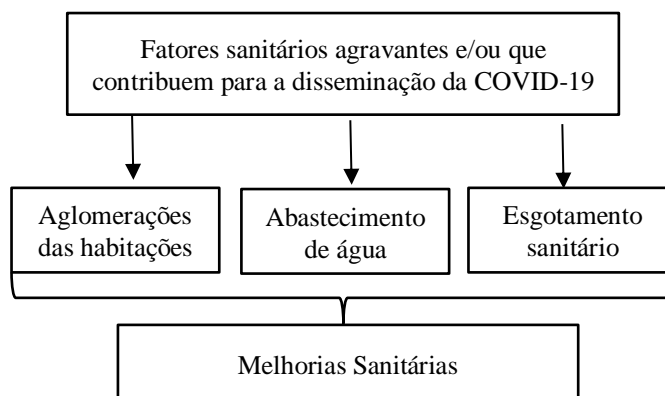 Fatores sanitários agravantes e/ou que
contribuem para a disseminação da COVID-19
Aglomerações
das habitações
Abastecimento
de água
Esgotamento
sanitário
Melhorias Sanitárias